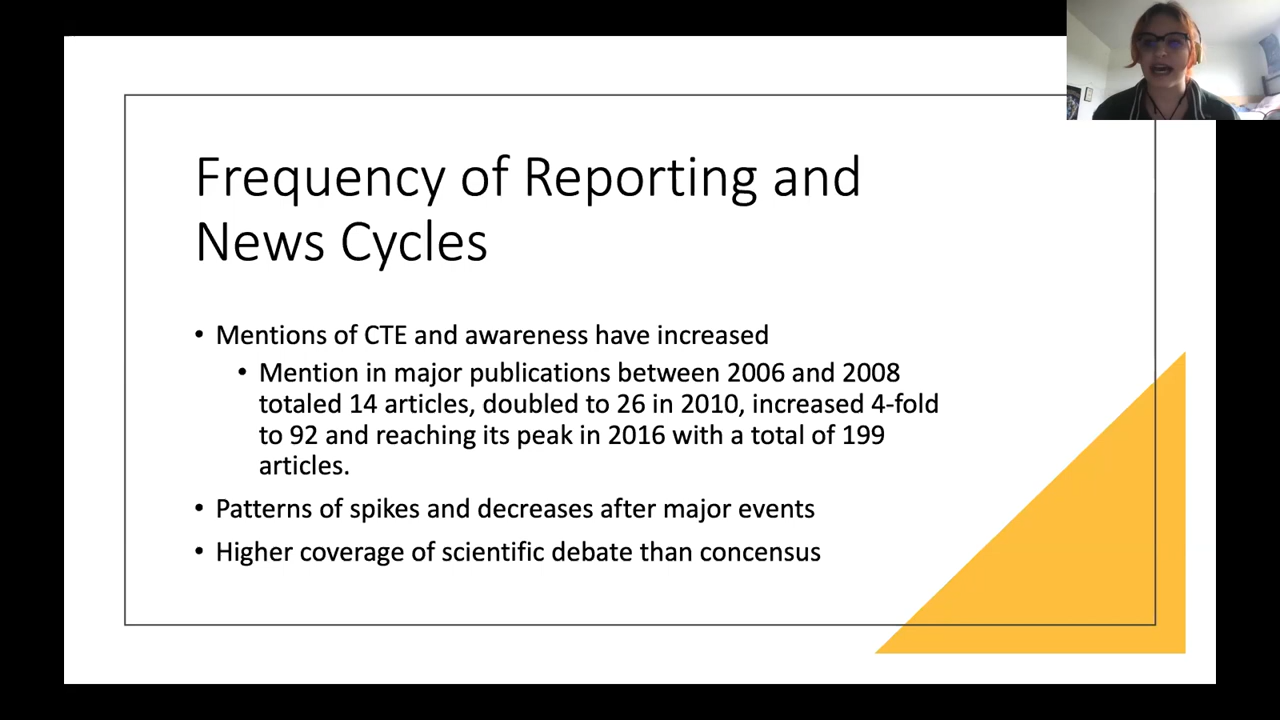 Frequency of Reporting and
News Cycles
• Mentions of CTE and awareness have increased
• Mention in major publications between 2006 and 2008
totaled 14 articles, doubled to 26 in 2010, increased 4-fold
to 92 and reaching its peak in 2016 with a total of 199
articles.
• Patterns of spikes and decreases after major events
• Higher coverage of scientific debate than concensus